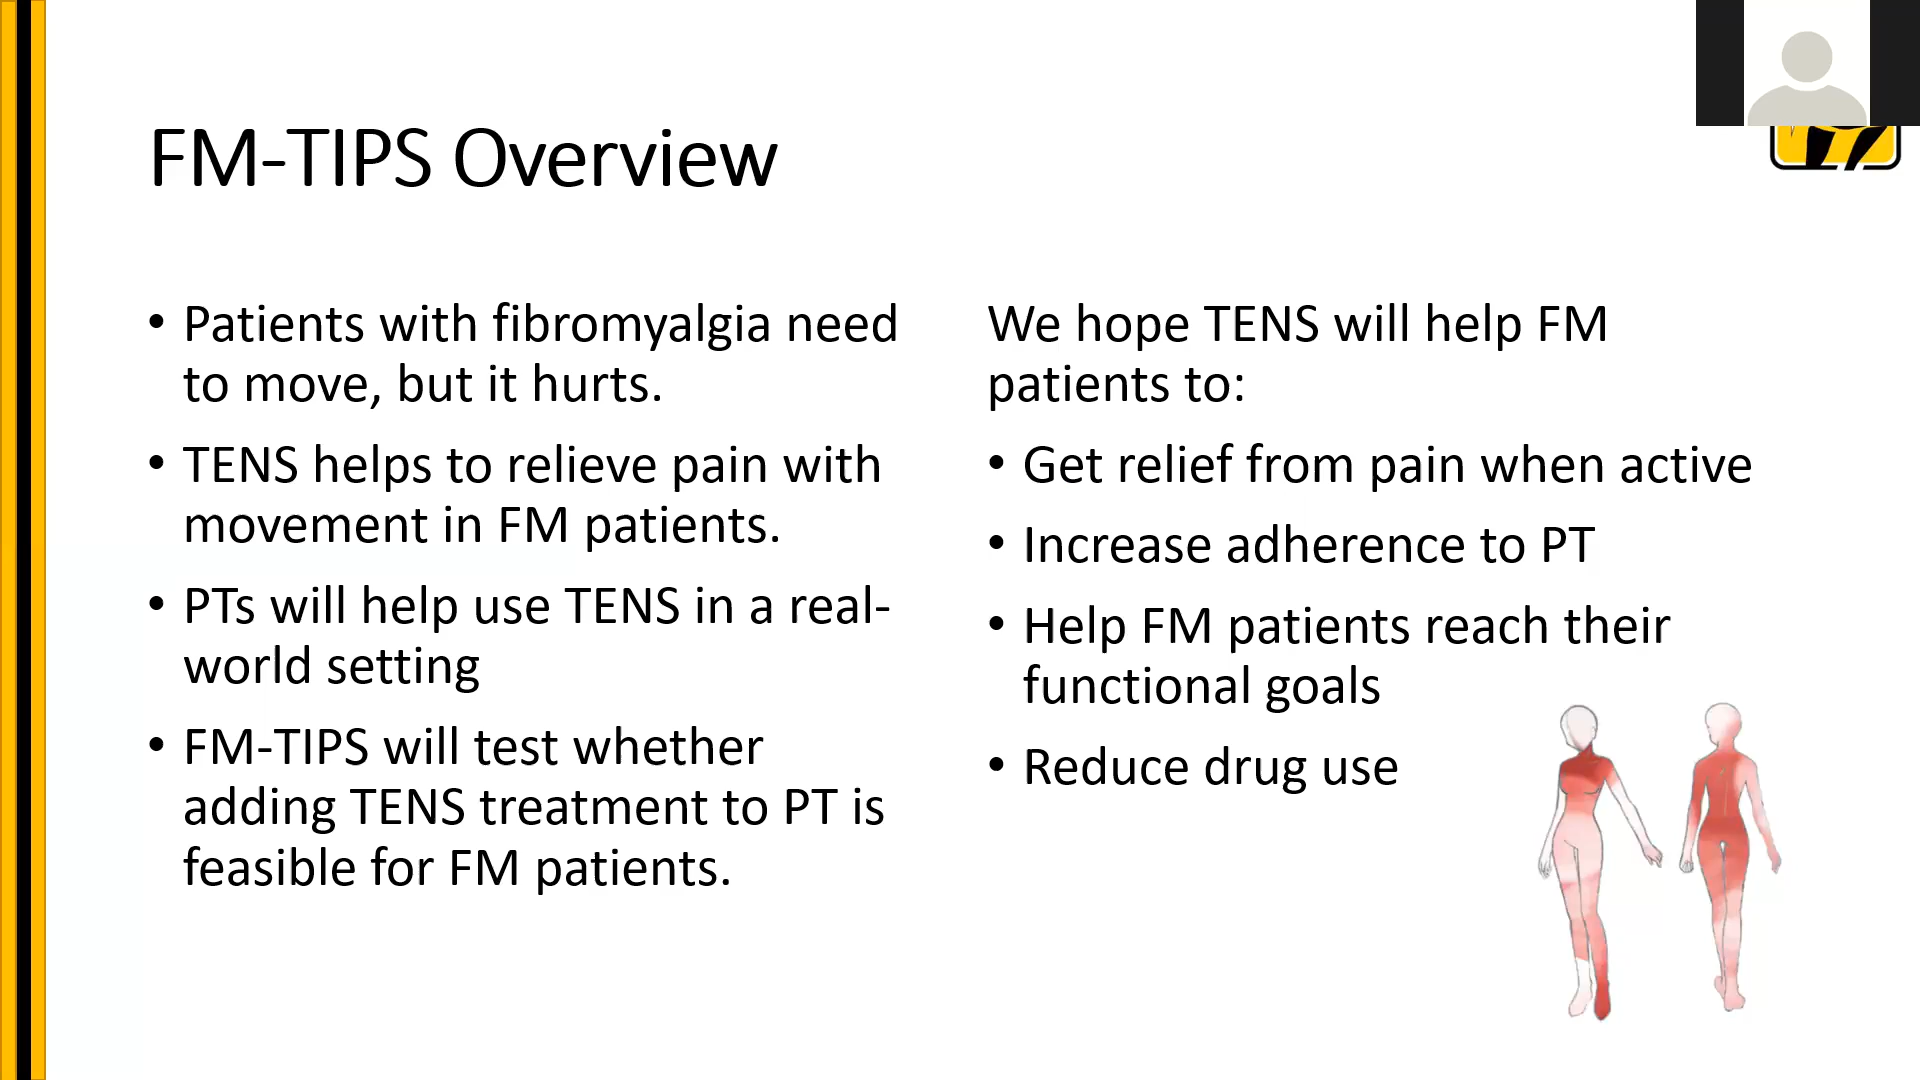 FM-TIPS Overview
• Patients with fibromyalgia need
to move, but it hurts.
• TENS helps to relieve pain with
movement in FM patients.
• PTs will help use TENS in a real-
world setting
• FM-TIPS will test whether
adding TENS treatment to PT is
feasible for FM patients.
We hope TENS will help FM
patients to:
• Get relief from pain when active
• Increase adherence to PT
• Help FM patients reach their
functional goals
• Reduce drug use